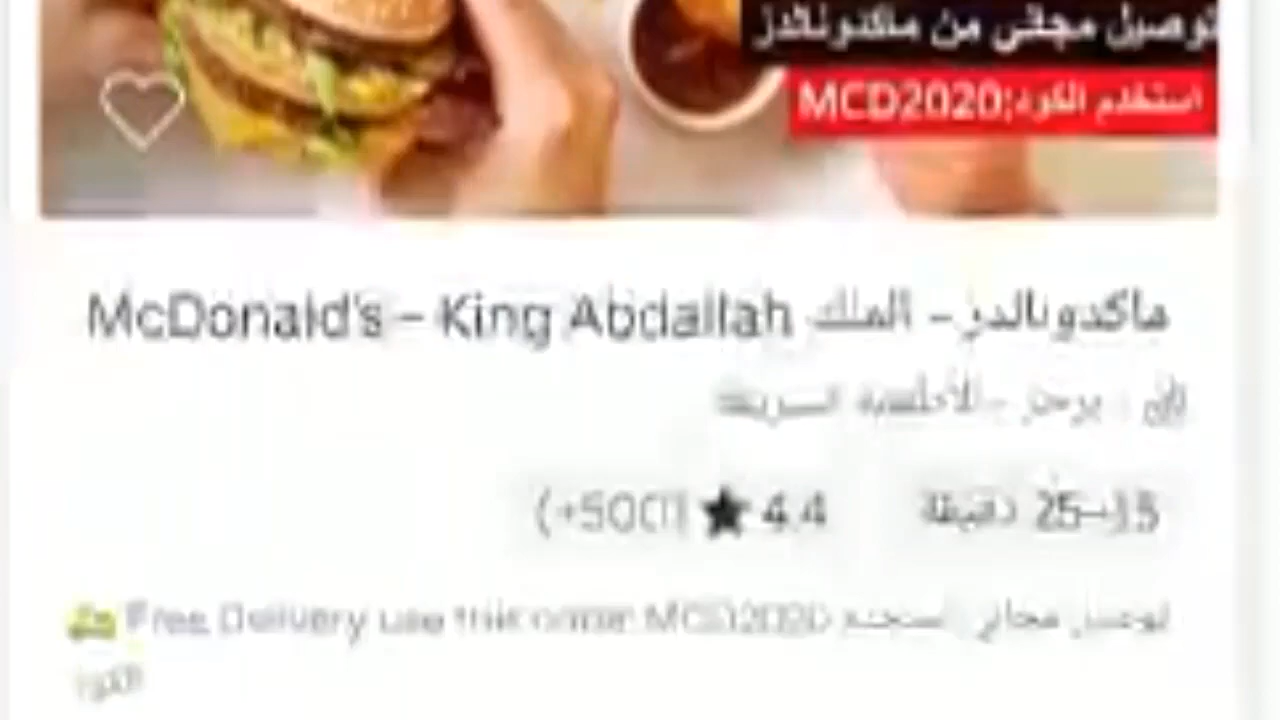 توصيل مجاني من ماكدونالدز
استخدم الكود:MCD2020
ماكدونالدز - الملك McDonald's - King Abdallah
- برجر -
15-25 دقيقة
4.4 ★ (500+)
Free Delivery use this code: MCD2020 توصيل مجاني استخدم
الكود